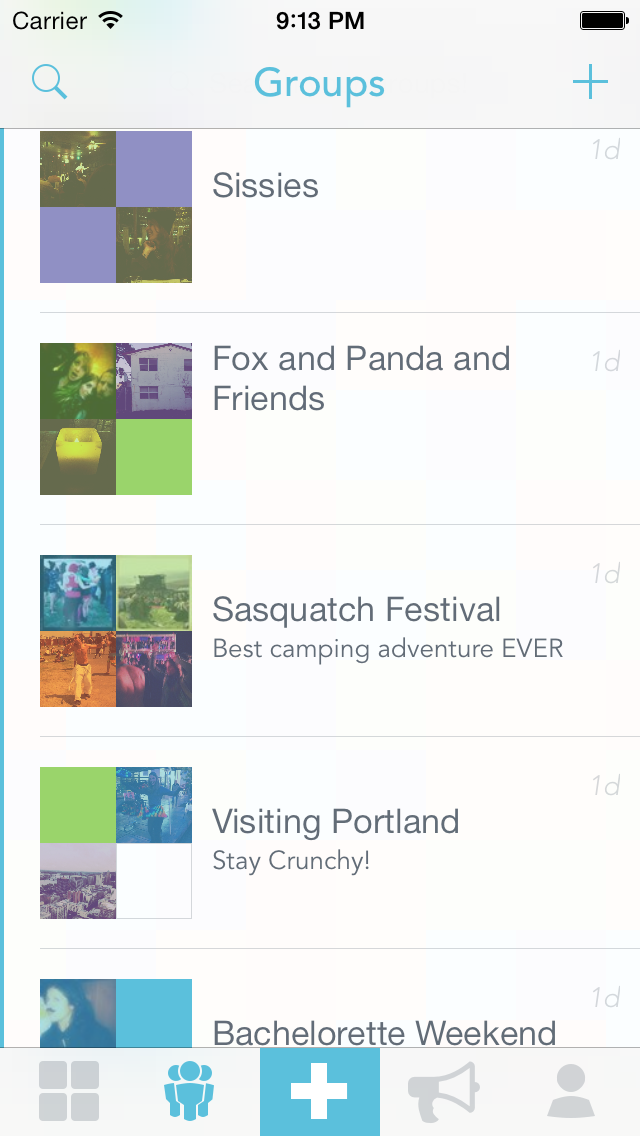 Carrier 9:13 PM
Groups
1d
Sissies
Fox and Panda and
1d
Friends
1d
Sasquatch Festival
Best camping adventure EVER
1d
Visiting Portland
Stay Crunchy!
1d
Bachelorette Weekend